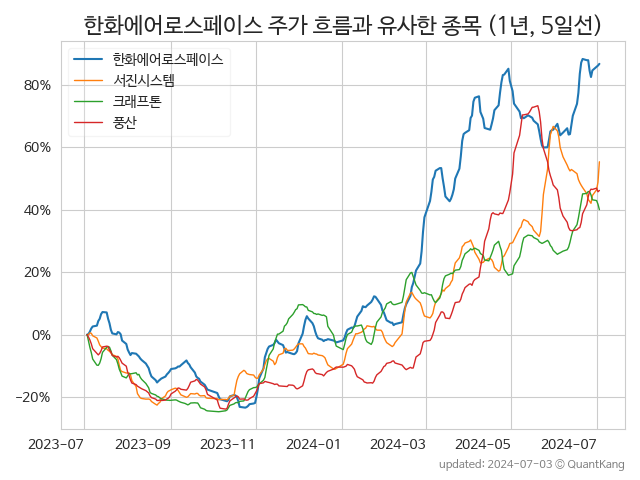 한화에어로스페이스 주가 흐름과 유사한 종목 (1년, 5일선)
한화에어로스페이스
서진시스템
크래프톤
풍산
80%
60%
40%
20%
0%
−20%
2023-07
2023-09
2023-11
2024-01
2024-03
2024-05
2024-07
updated: 2024-07-03 © QuantKang